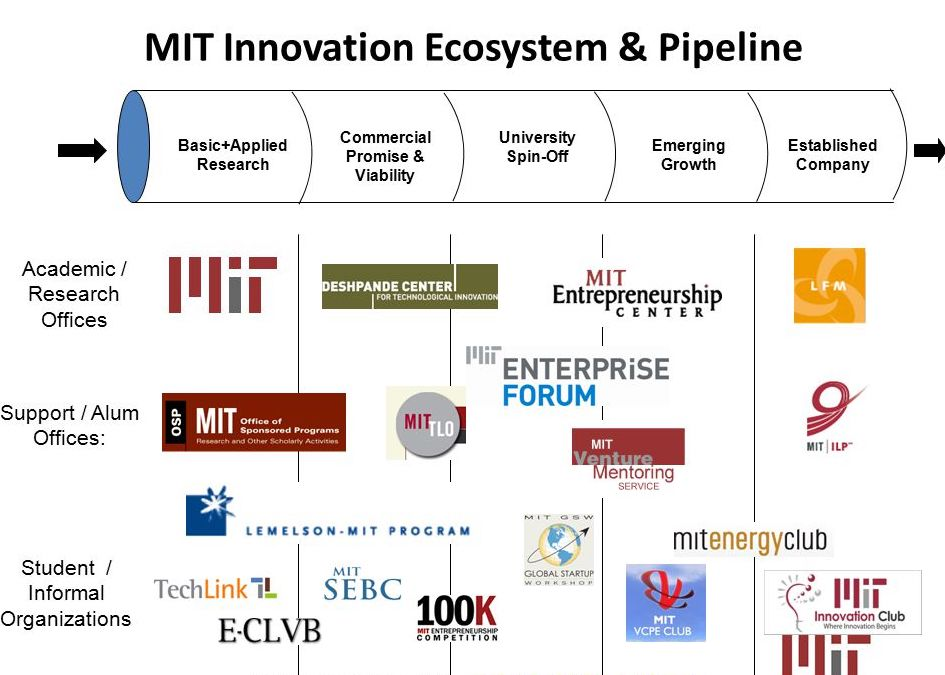 MIT Innovation Ecosystem & Pipeline
Basic+Applied
Research
Commercial
Promise &
Viability
University
Spin-Off
Emerging
Growth
Established
Company
Academic /
Research
Offices
MiT
DESHPANDE CENTER
FOR TECHNOLOGICAL INNOVATION
MIT
Entrepreneurship
CENTER
LFM
MiT ENTERPRiSE
FORUM
Support / Alum
Offices:
OSP
MIT Office of
Sponsored Programs
Research and Other Scholarly Activities
MIT
TLO
MIT
Venture
Mentoring
SERVICE
MIT | ILP™
LEMELSON-MIT PROGRAM
MIT GSW
GLOBAL STARTUP
WORKSHOP
mitenergyclub
Student /
Informal
Organizations
TechLink TL
MIT
SEBC
E-CLVB
100K
MIT ENTREPRENEURSHIP
COMPETITION
MIT
VCPE CLUB
MiT
Innovation Club
Where Innovation Begins
MiT